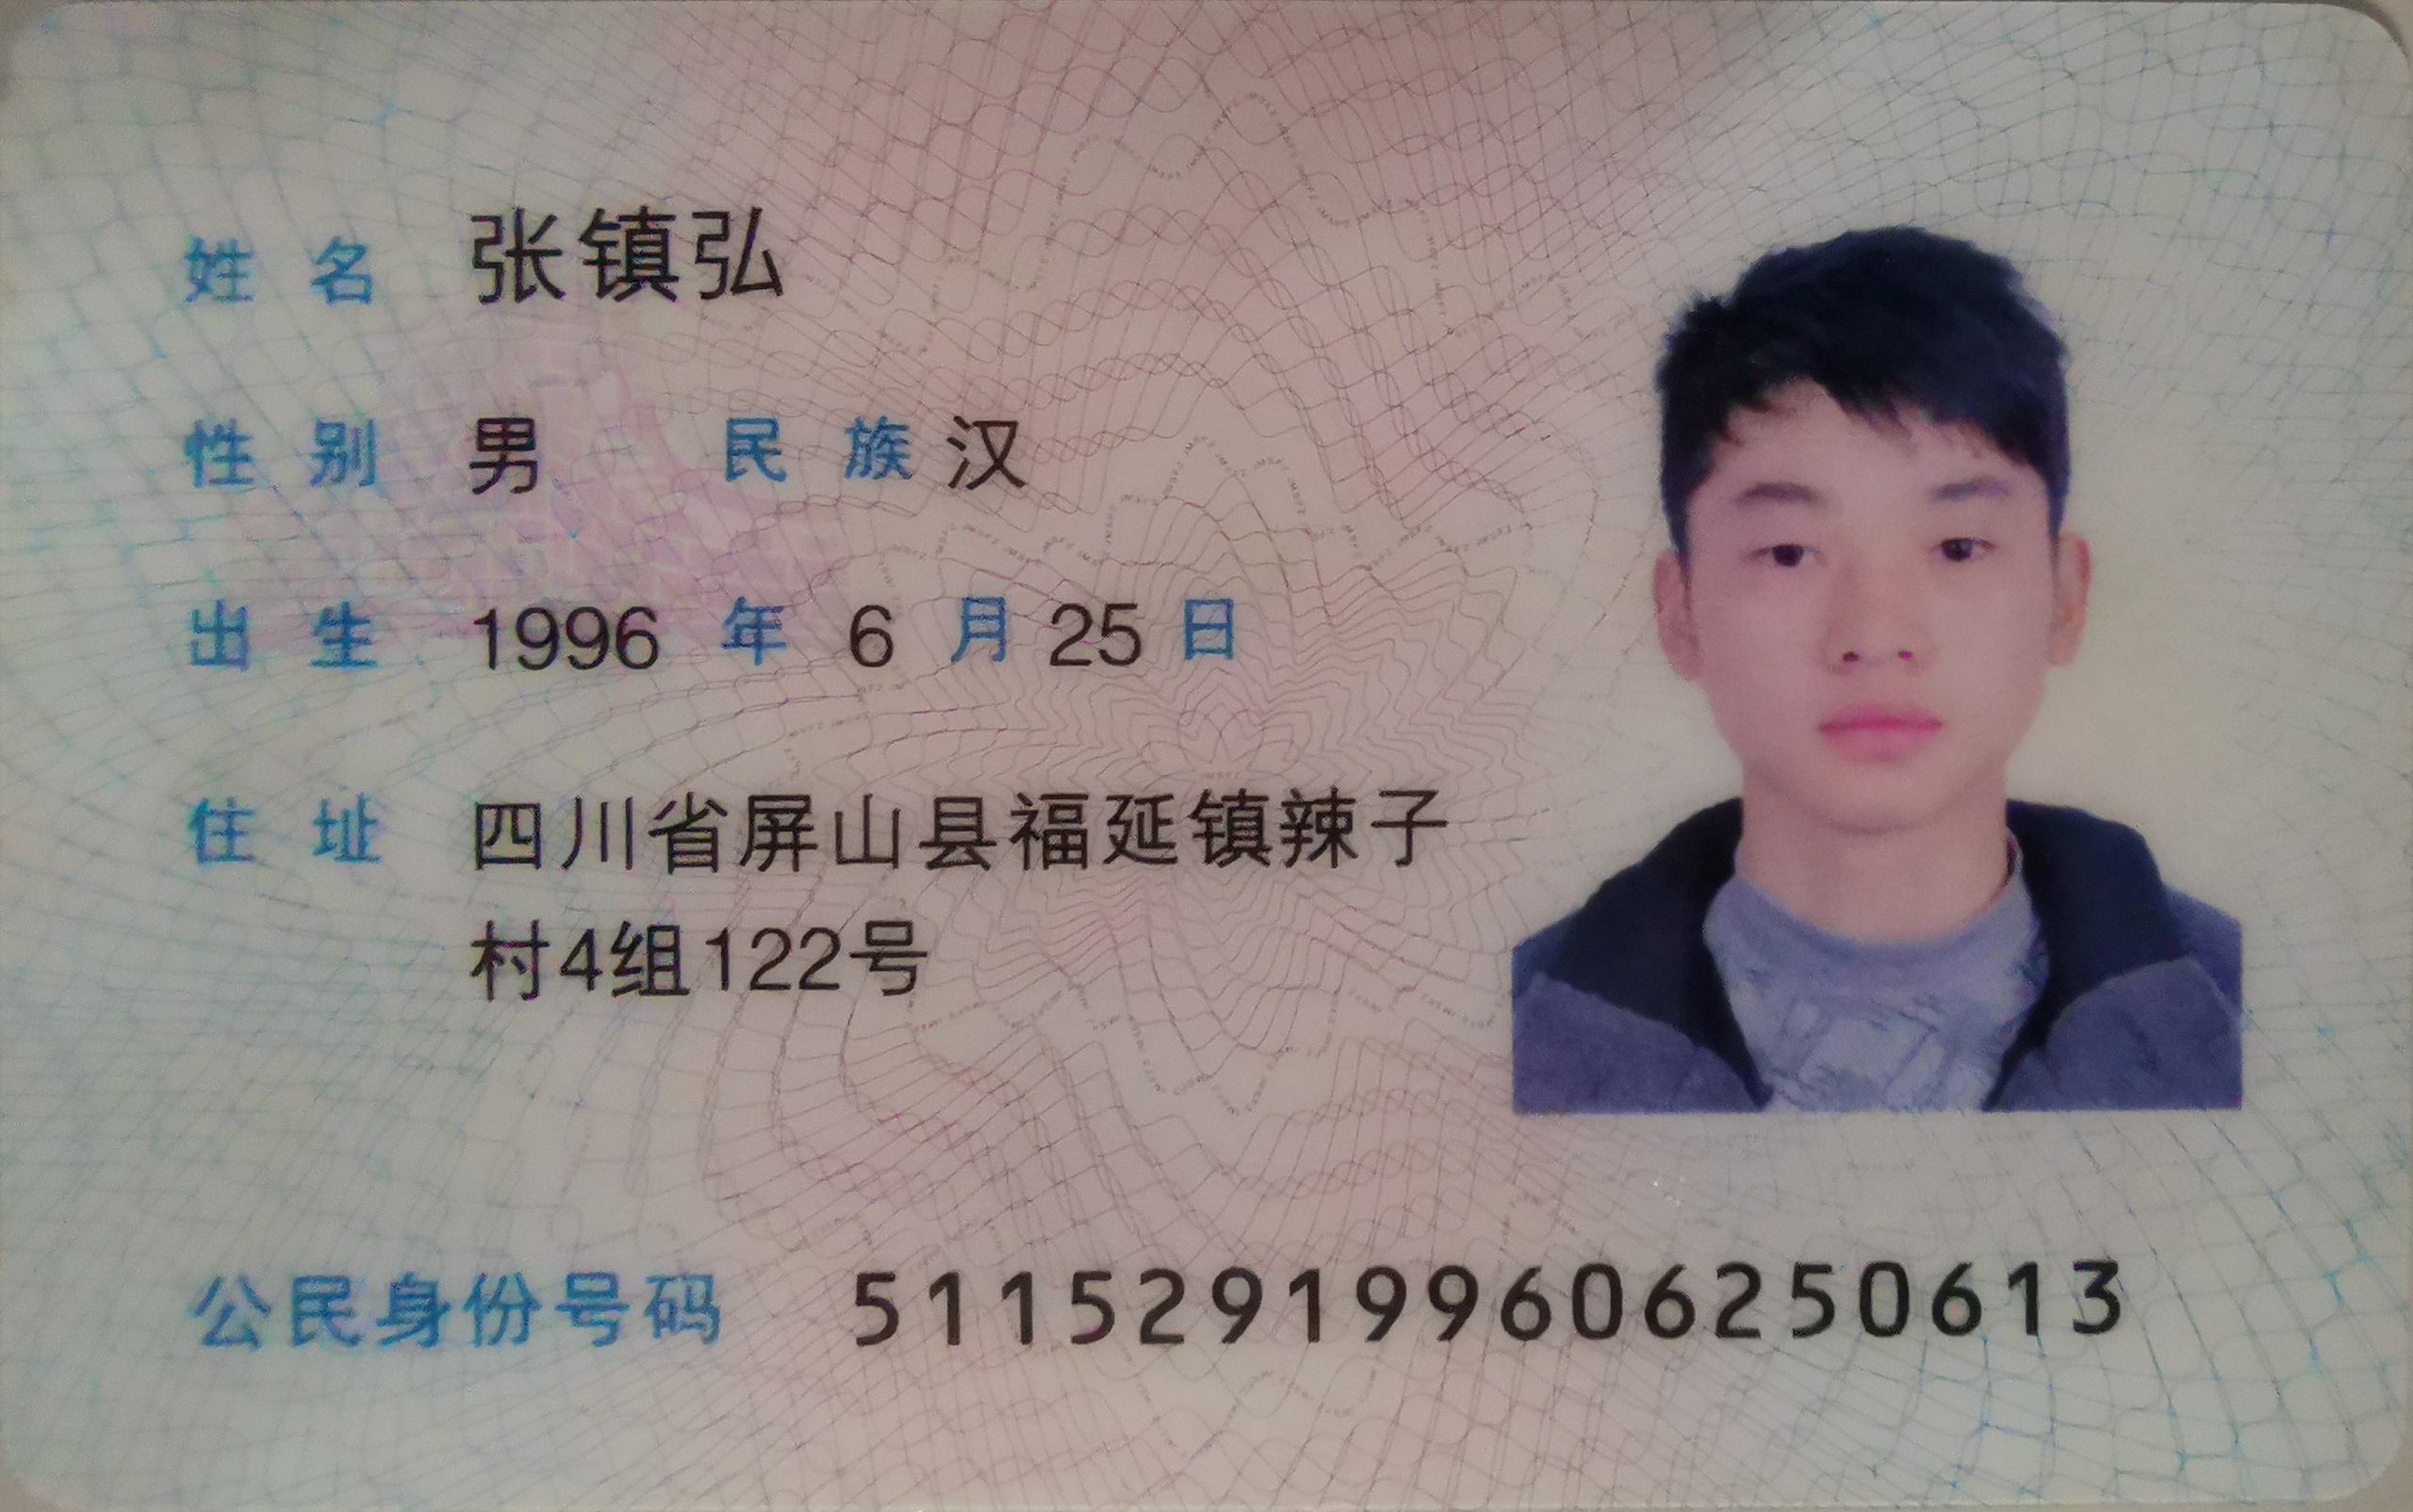 姓名 张镇弘
性别 男 民族 汉
出生 1996 年 6 月 25 日
住址 四川省屏山县福延镇辣子
村4组122号
公民身份号码 511529199606250613